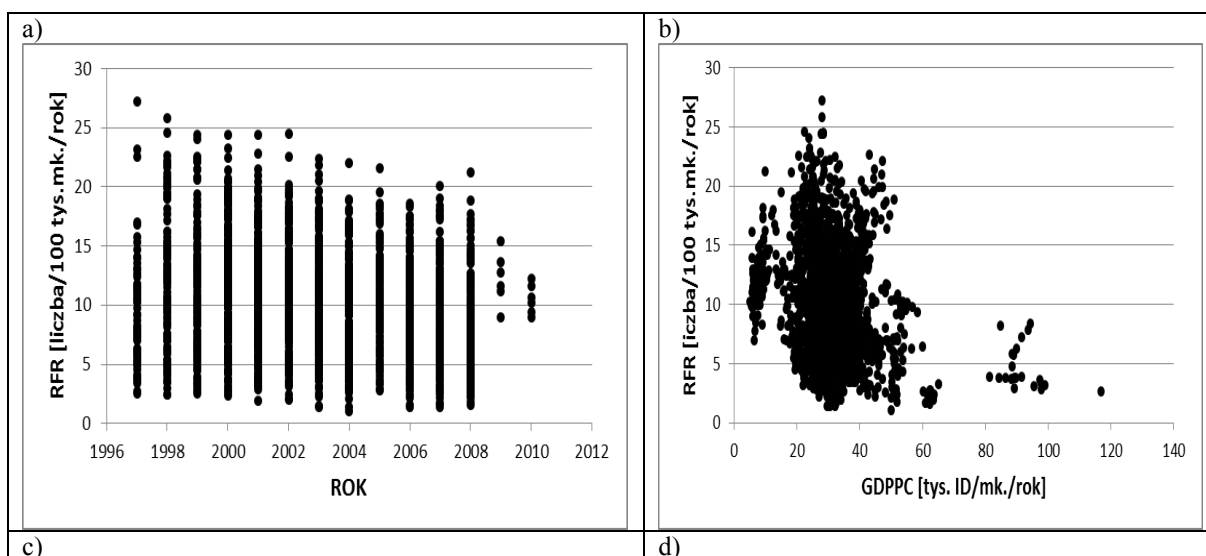 a)
RFR [liczba/100 tys.mk./rok]
30
25
20
15
10
5
0
1996 1998 2000 2002 2004 2006 2008 2010 2012
ROK
b)
RFR [iczba/100 tys.mk./rok]
30
25
20
15
10
5
0
0 20 40 60 80 100 120 140
GDPPC [tys. ID/mk./rok]
c)
d)